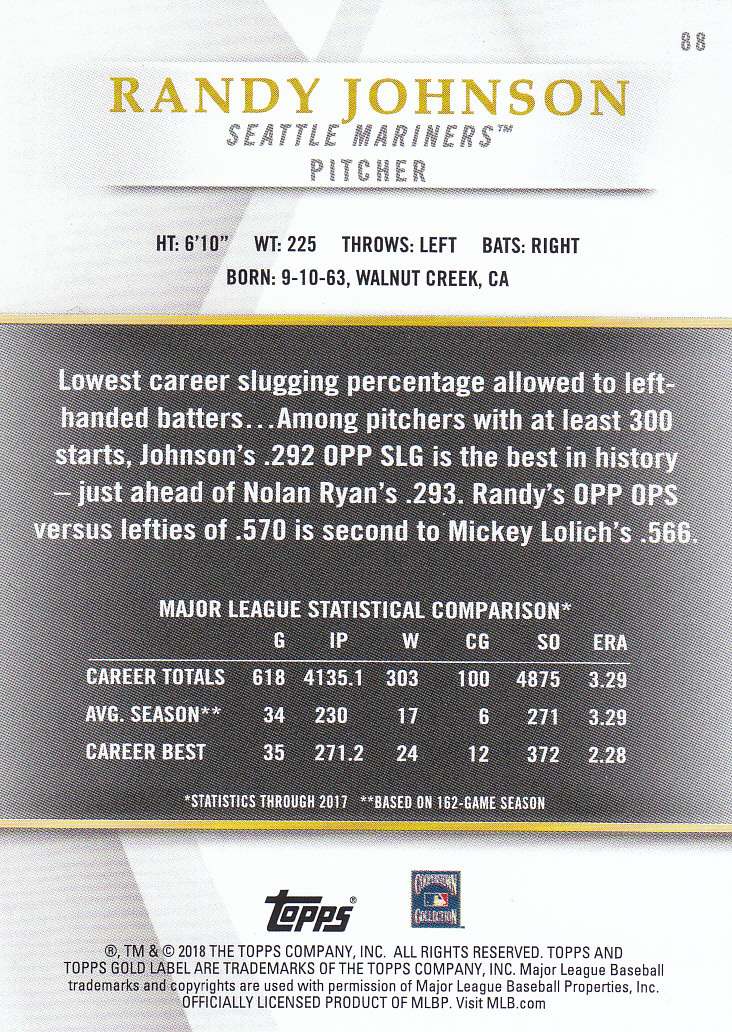 88
RANDY JOHNSON
SEATTLE MARINERS™
PITCHER
HT: 6'10" WT: 225 THROWS: LEFT BATS: RIGHT
BORN: 9-10-63, WALNUT CREEK, CA
Lowest career slugging percentage allowed to left-
handed batters...Among pitchers with at least 300
starts, Johnson's .292 OPP SLG is the best in history
– just ahead of Nolan Ryan's .293. Randy's OPP OPS
versus lefties of .570 is second to Mickey Lolich's .566.
MAJOR LEAGUE STATISTICAL COMPARISON*
G IP W CG SO ERA
CAREER TOTALS 618 4135.1 303 100 4875 3.29
AVG. SEASON** 34 230 17 6 271 3.29
CAREER BEST 35 271.2 24 12 372 2.28
*STATISTICS THROUGH 2017 **BASED ON 162-GAME SEASON
TOPPS®
COOPERSTOWN
COLLECTION
®, TM & © 2018 THE TOPPS COMPANY, INC. ALL RIGHTS RESERVED. TOPPS AND
TOPPS GOLD LABEL ARE TRADEMARKS OF THE TOPPS COMPANY, INC. Major League Baseball
trademarks and copyrights are used with permission of Major League Baseball Properties, Inc.
OFFICIALLY LICENSED PRODUCT OF MLBP. Visit MLB.com